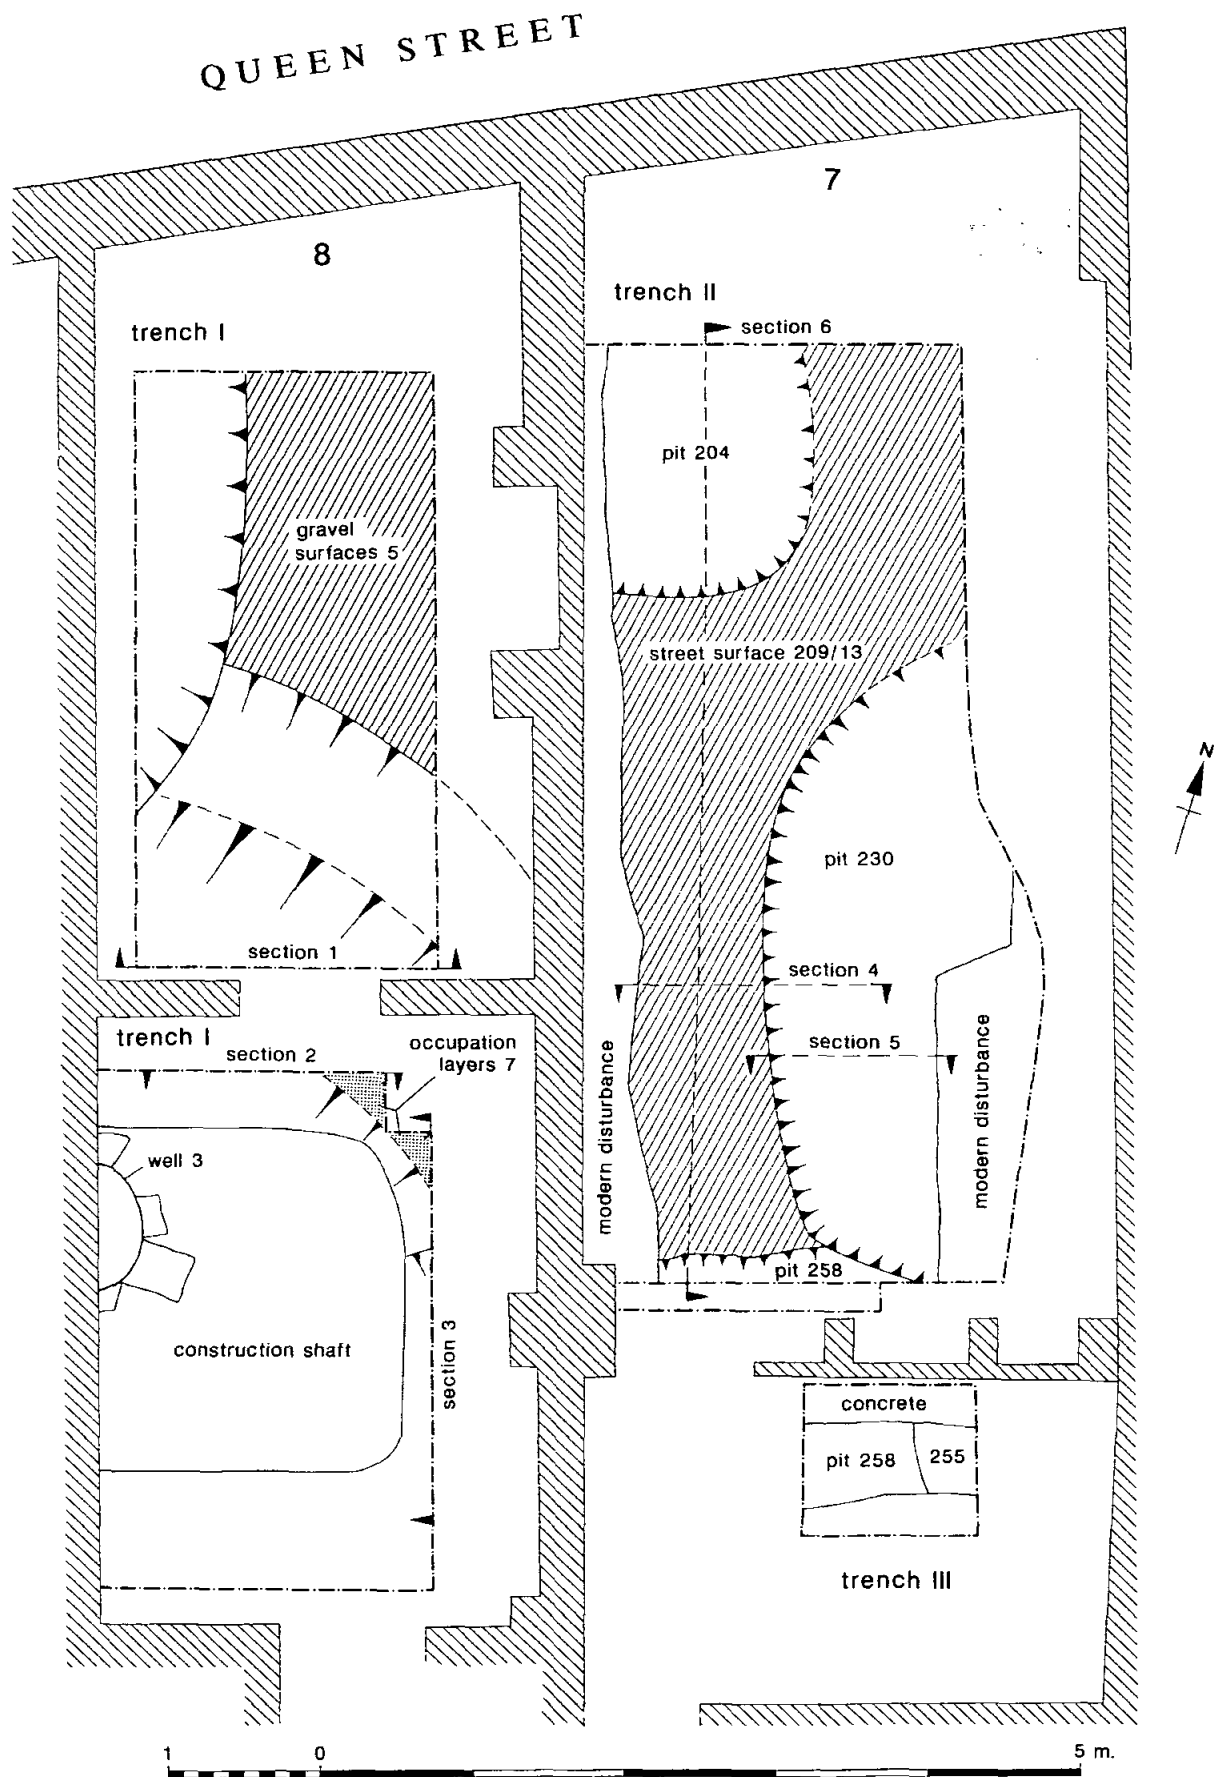 QUEEN STREET
7
8
trench II
trench I
section 6
pit 204
gravel
surfaces 5
street surface 209/13
N
pit 230
section 1
section 4
trench I
section 2
occupation
layers 7
section 5
modern disturbance
modern disturbance
well 3
pit 258
construction shaft
section 3
concrete
pit 258
255
trench III
1
0
5 m.